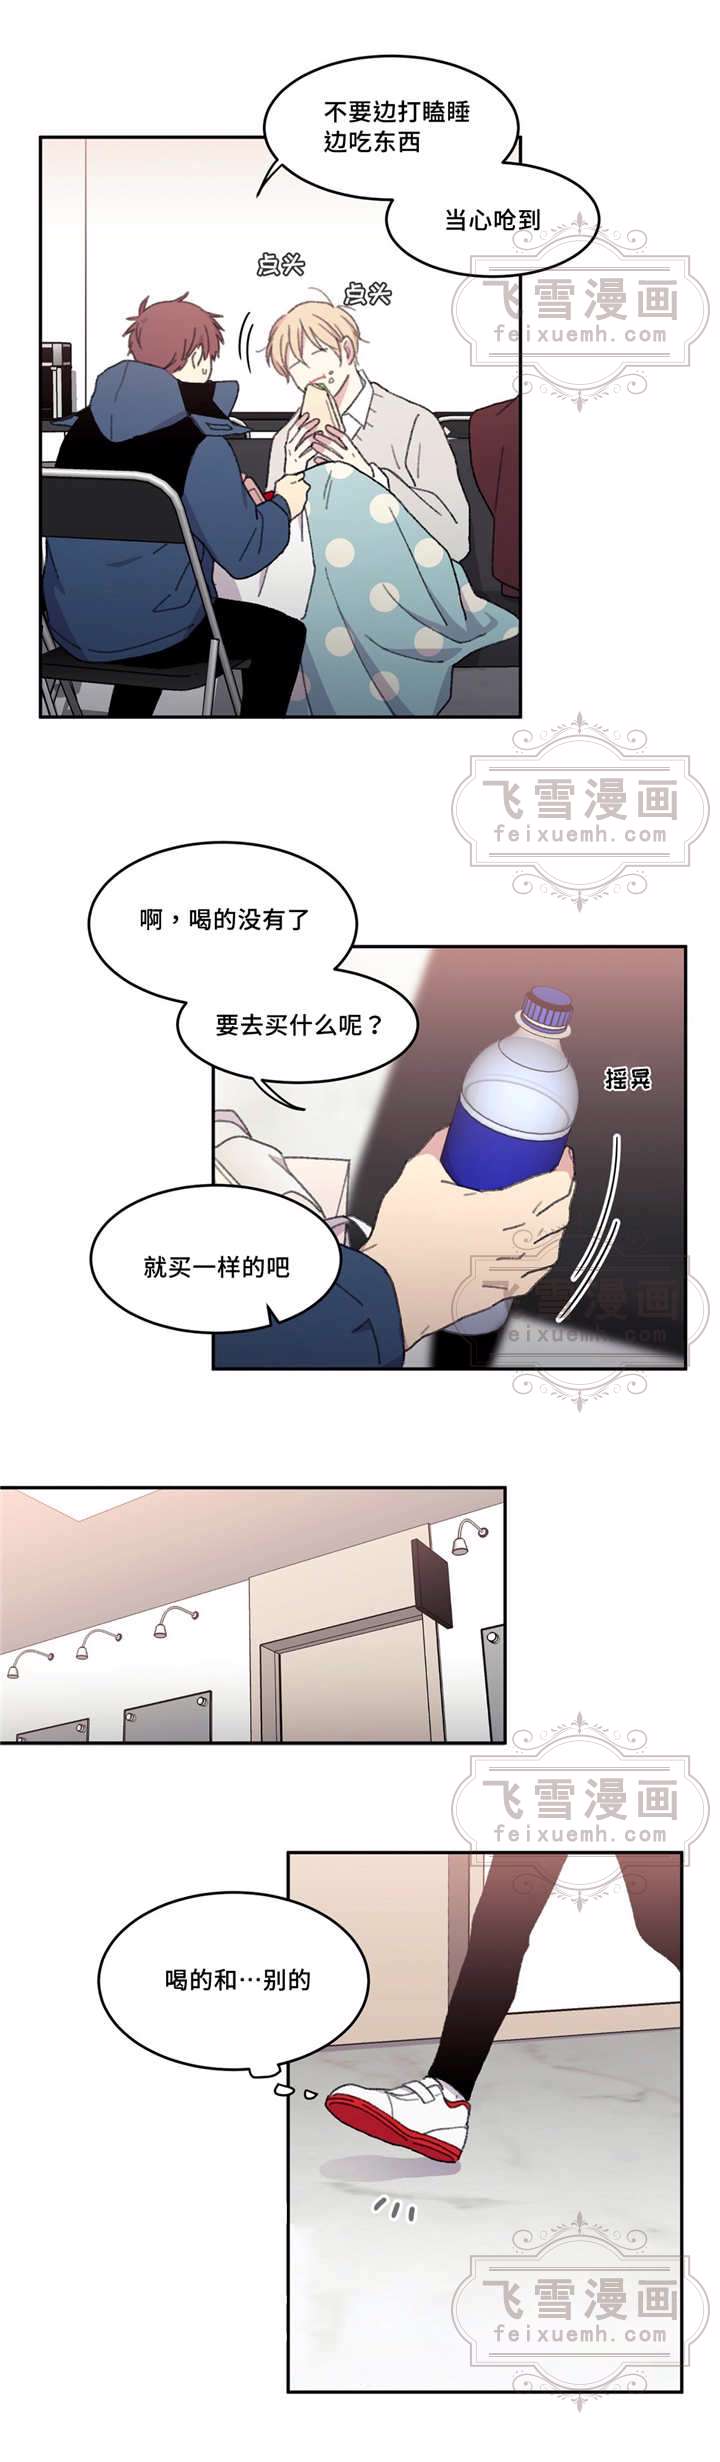 不要边打瞌睡
边吃东西
当心呛到
点头
点头
飞雪漫画
feixuemh.com
飞雪漫画
feixuemh.com
啊，喝的没有了
要去买什么呢？
摇晃
就买一样的吧
飞雪漫画
feixuemh.com
飞雪漫画
feixuemh.com
喝的和…别的
飞雪漫画
feixuemh.com